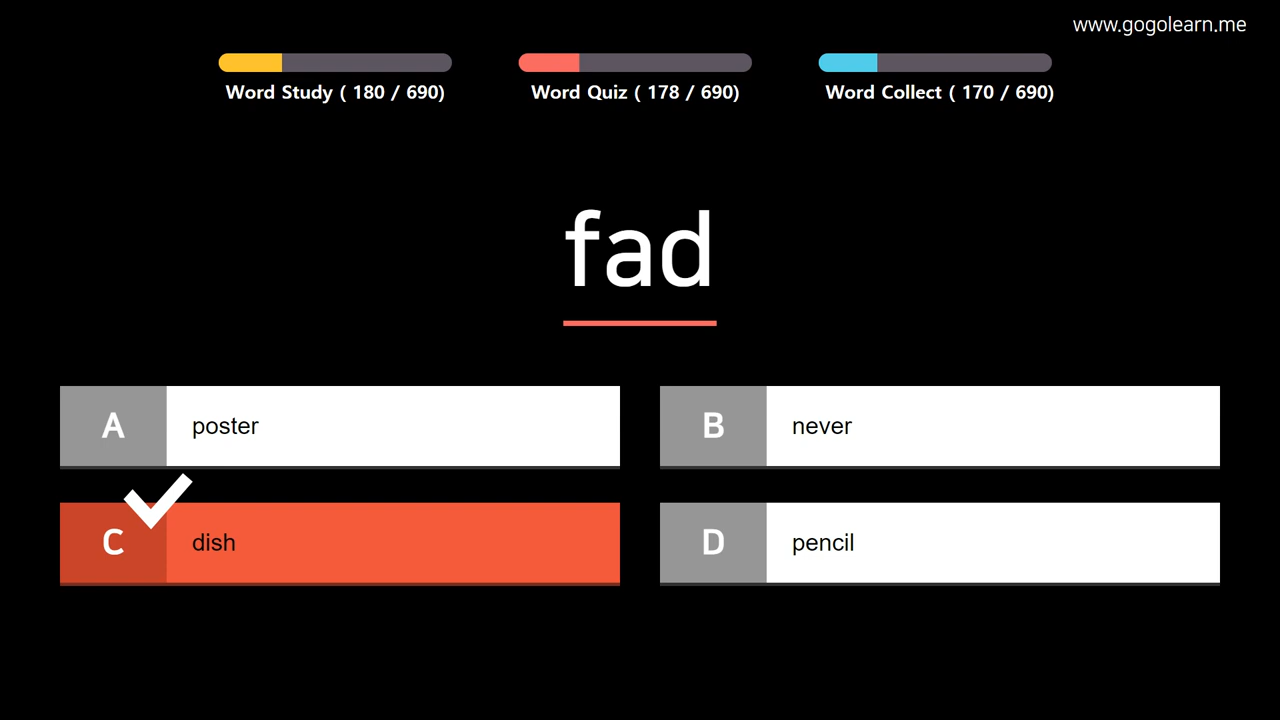 www.gogolearn.me
Word Study ( 180 / 690)
Word Quiz ( 178 / 690)
Word Collect ( 170 / 690)
fad
A poster
B never
C dish
D pencil